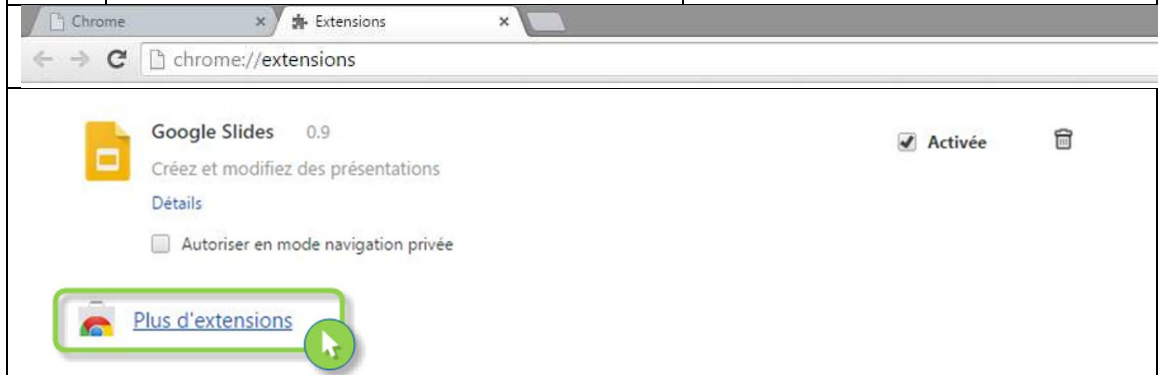 Chrome
Extensions
chrome://extensions
Google Slides 0.9
Activée
Créez et modifiez des présentations
Détails
Autoriser en mode navigation privée
Plus d'extensions